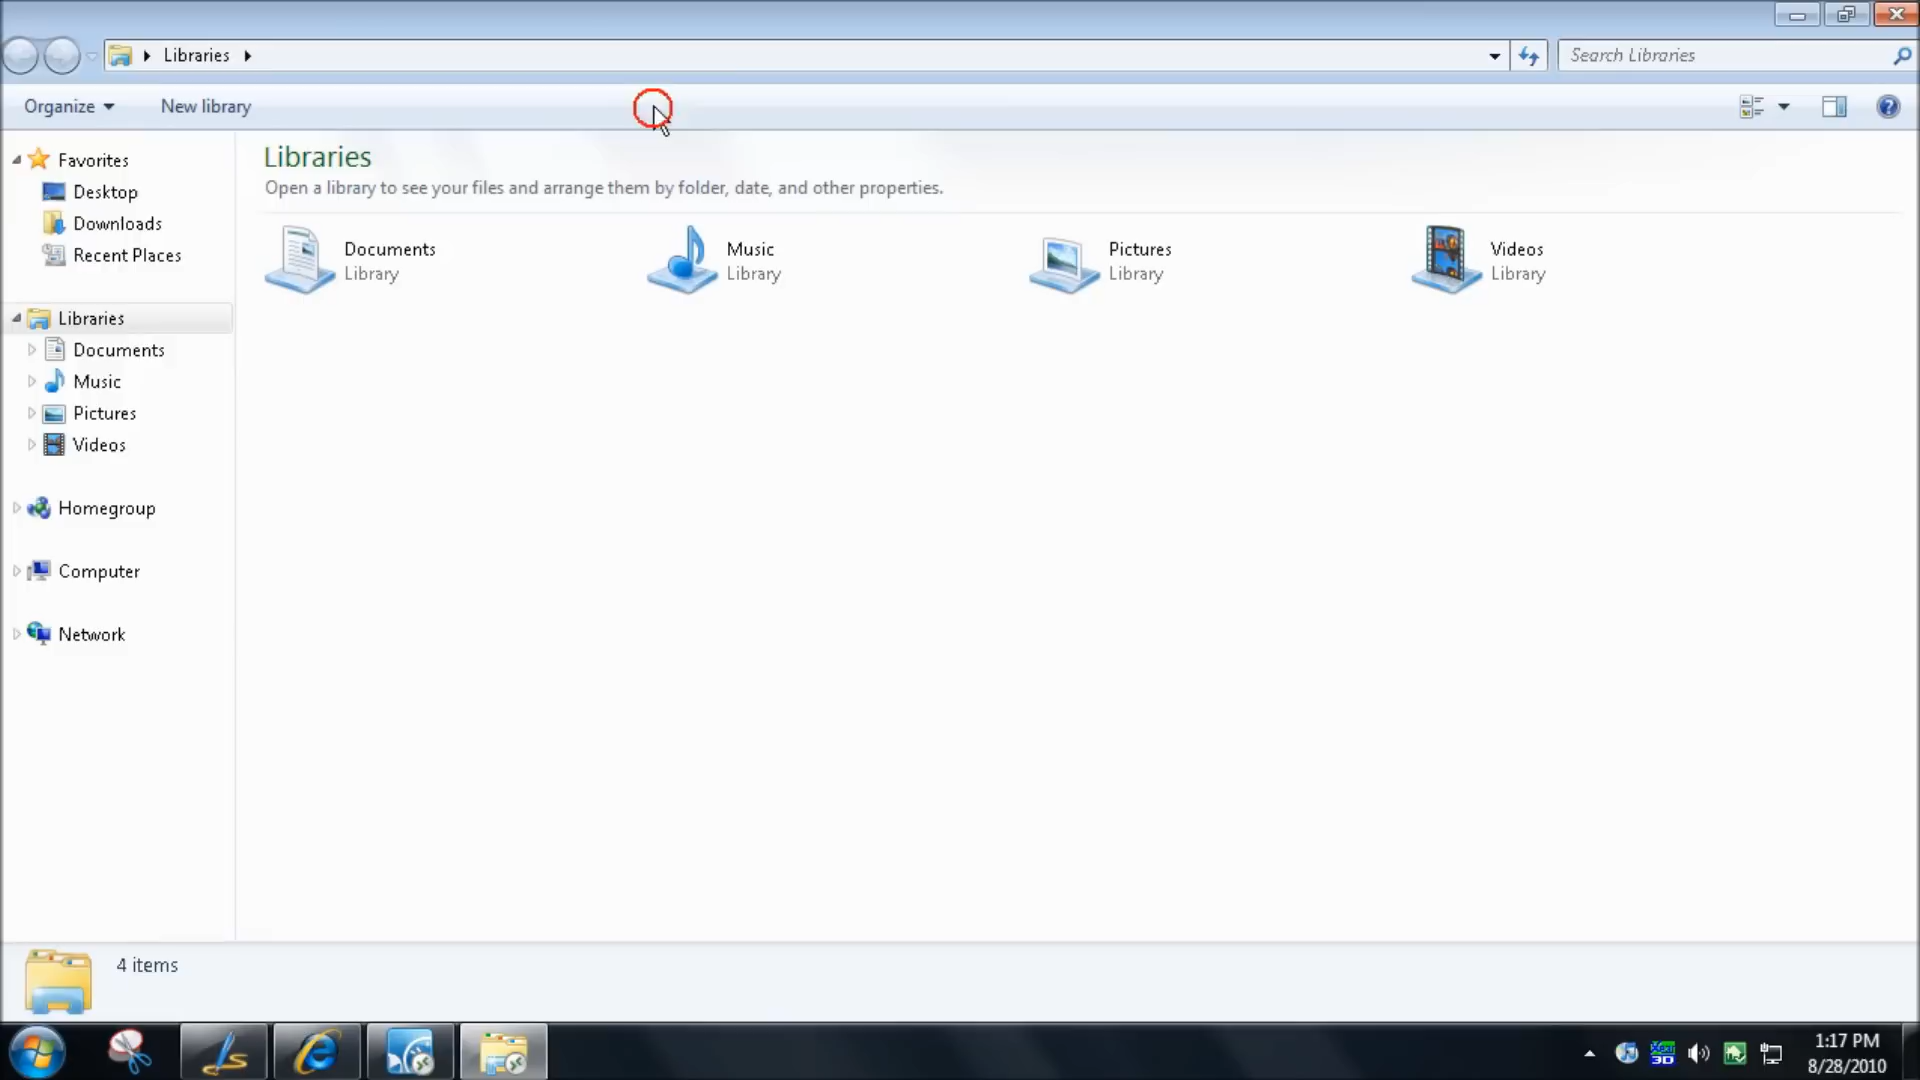 Libraries
Search Libraries
Organize
New library
Favorites
Desktop
Downloads
Recent Places
Libraries
Documents
Music
Pictures
Videos
Homegroup
Computer
Network
Libraries
Open a library to see your files and arrange them by folder, date, and other properties.
Documents
Library
Music
Library
Pictures
Library
Videos
Library
4 items
3D
1:17 PM
8/28/2010